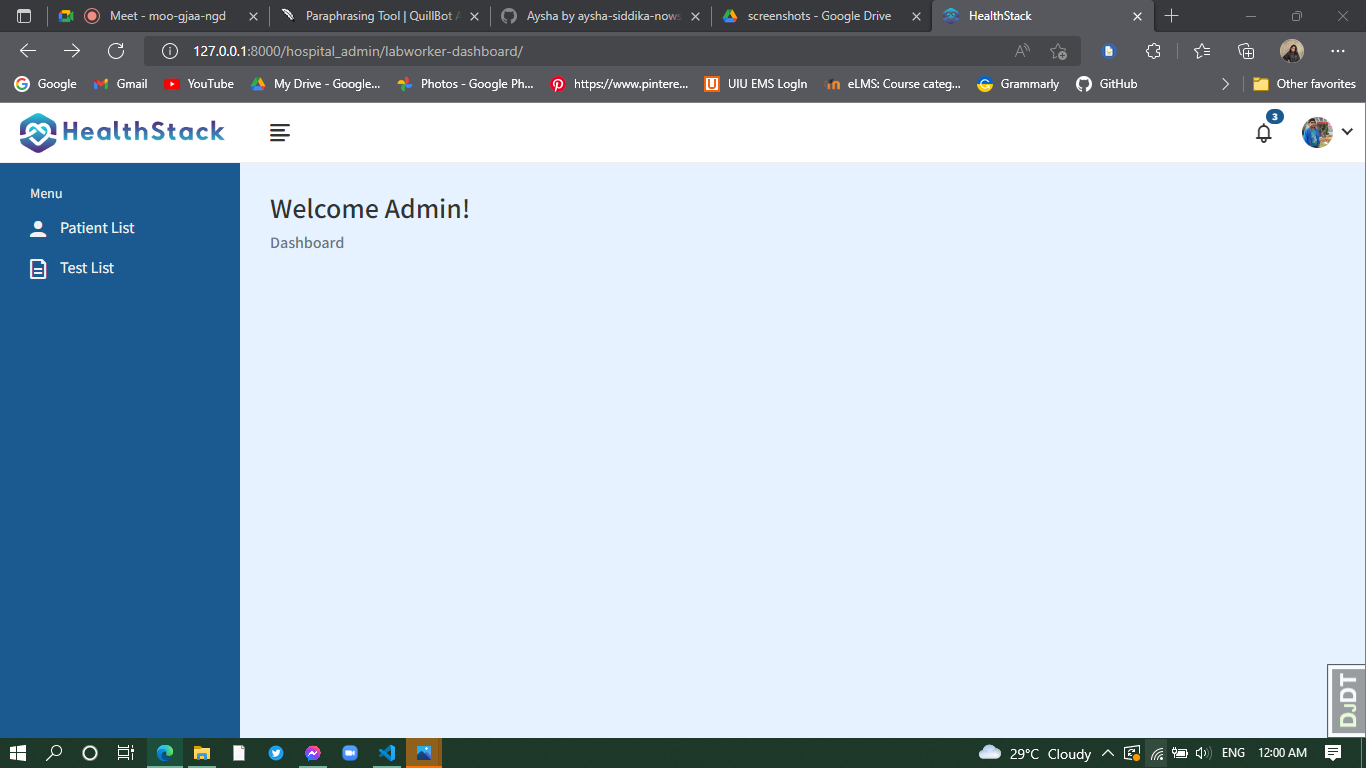 Meet - moo-gjaa-ngd
Paraphrasing Tool | QuillBot A
Aysha by aysha-siddika-nows
screenshots - Google Drive
HealthStack
127.0.0.1:8000/hospital_admin/labworker-dashboard/
Google
Gmail
YouTube
My Drive - Google...
Photos - Google Ph...
https://www.pintere...
UIU EMS LogIn
eLMS: Course categ...
Grammarly
GitHub
Other favorites
HealthStack
3
Menu
Patient List
Test List
Welcome Admin!
Dashboard
DjDT
29°C Cloudy
ENG
12:00 AM